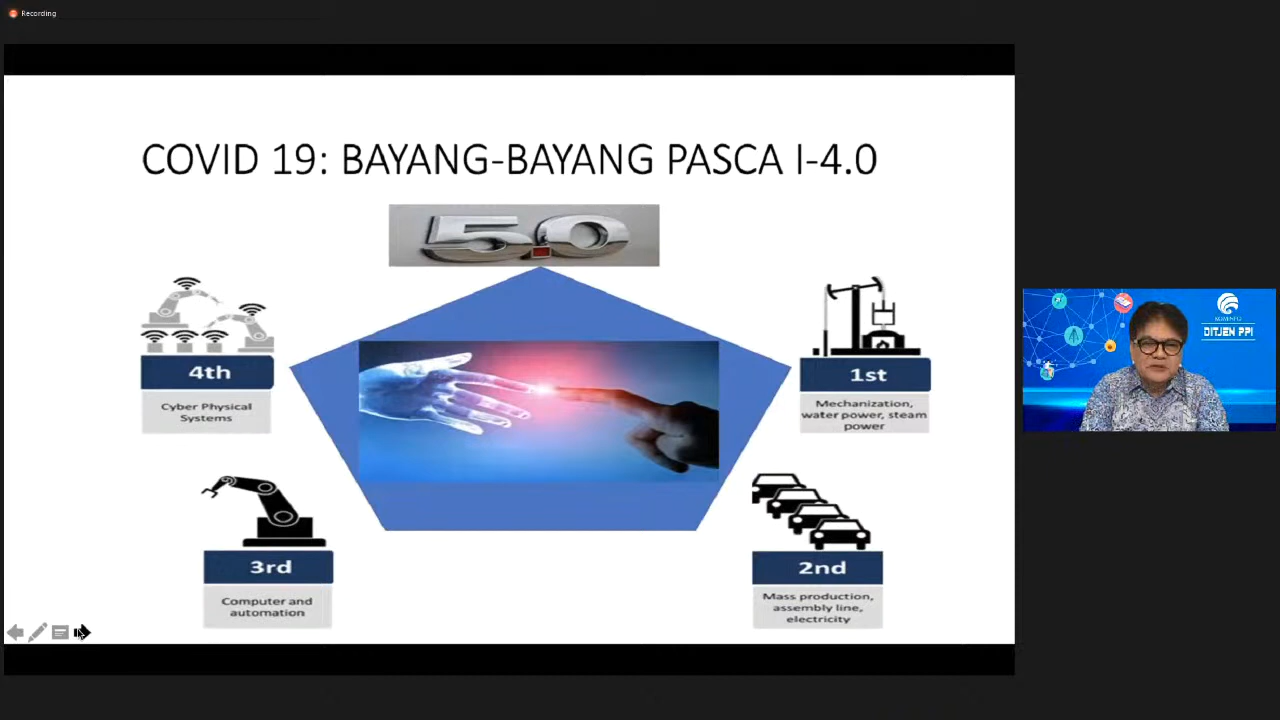 Recording
COVID 19: BAYANG-BAYANG PASCA I-4.0
5.0
4th
Cyber Physical
Systems
1st
Mechanization,
water power, steam
power
3rd
Computer and
automation
2nd
Mass production,
assembly line,
electricity
KOMINFO
DITJEN PPI